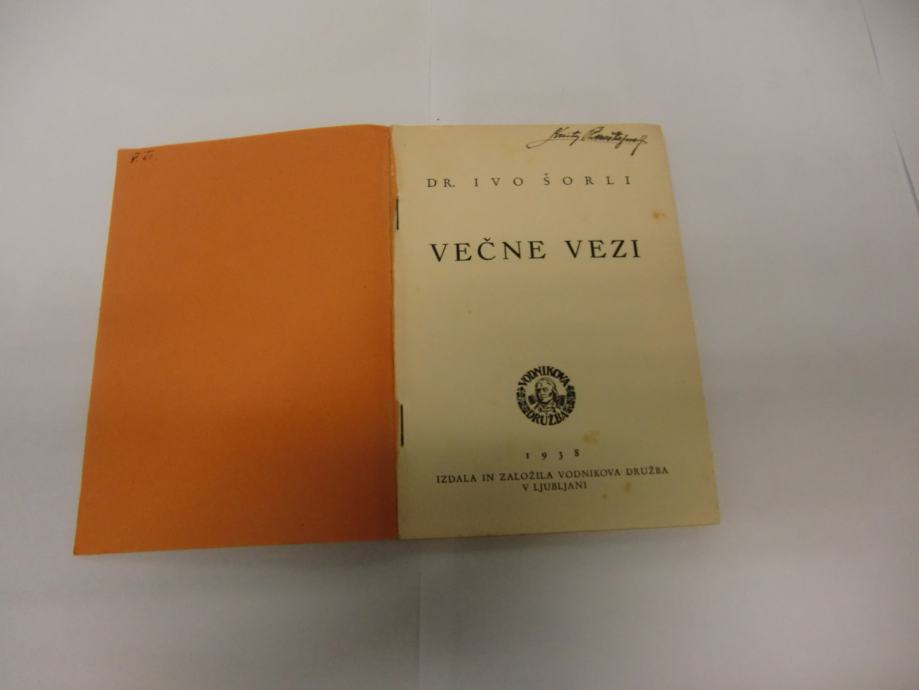 DR. IVO ŠORLI
VEČNE VEZI
VODNIKOVA
DRUŽBA
1938
IZDALA IN ZALOŽILA VODNIKOVA DRUŽBA
V LJUBLJANI